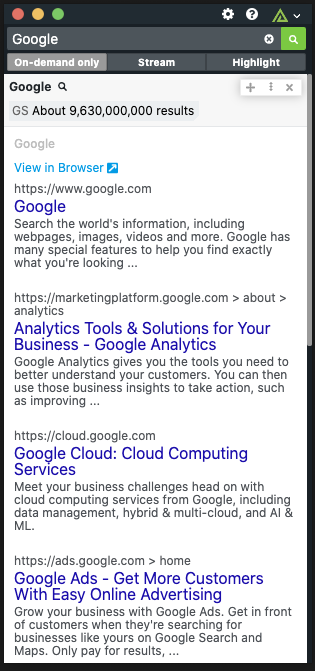 Google
On-demand only
Stream
Highlight
Google
GS About 9,630,000,000 results
Google
View in Browser
https://www.google.com
Google
Search the world's information, including
webpages, images, videos and more. Google has
many special features to help you find exactly
what you're looking ...
https://marketingplatform.google.com > about >
analytics
Analytics Tools & Solutions for Your
Business - Google Analytics
Google Analytics gives you the tools you need to
better understand your customers. You can then
use those business insights to take action, such
as improving ...
https://cloud.google.com
Google Cloud: Cloud Computing
Services
Meet your business challenges head on with
cloud computing services from Google, including
data management, hybrid & multi-cloud, and AI &
ML.
https://ads.google.com > home
Google Ads - Get More Customers
With Easy Online Advertising
Grow your business with Google Ads. Get in front
of customers when they're searching for
businesses like yours on Google Search and
Maps. Only pay for results, ...